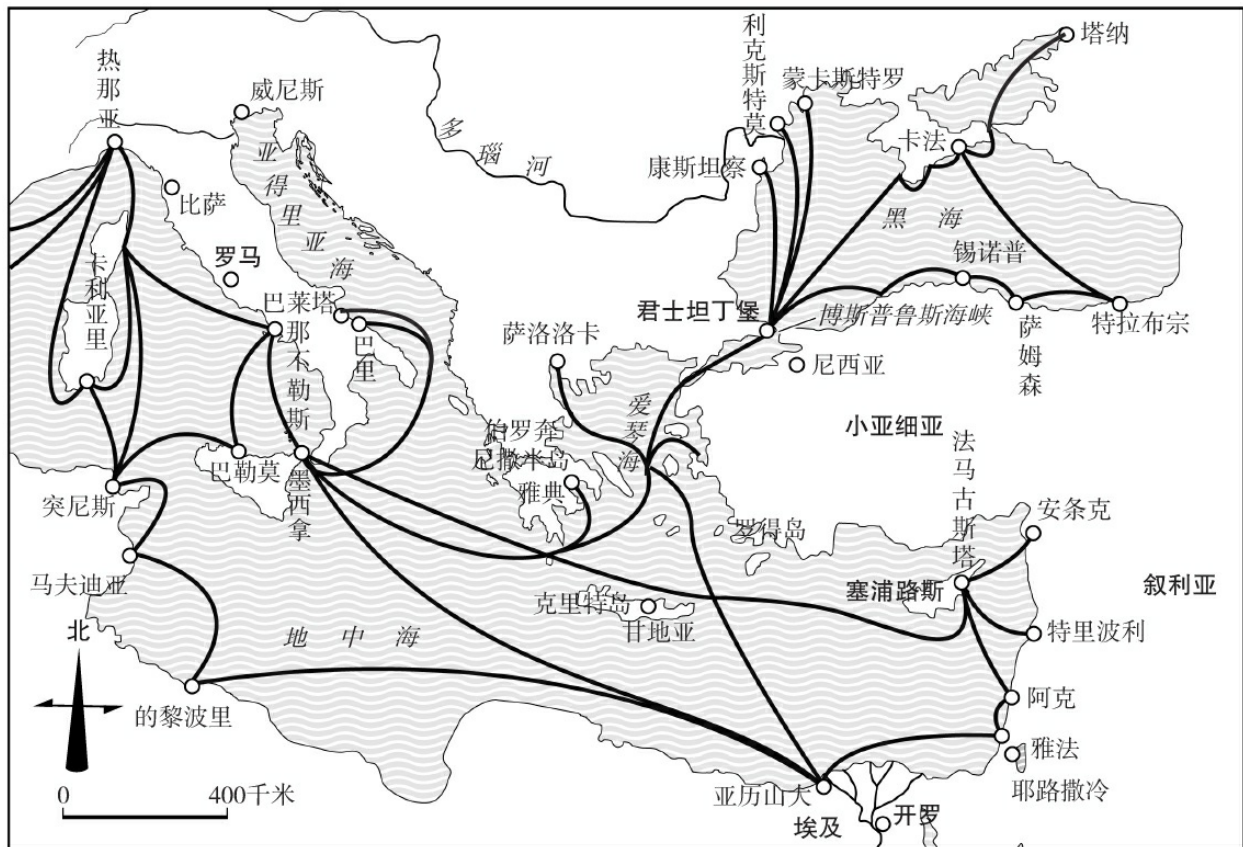 塔纳
利克斯特莫
蒙卡斯特罗
热那亚
威尼斯
多瑙河
卡法
康斯坦察
亚得里亚海
比萨
黑海
罗马
锡诺普
卡利亚里
巴莱塔
君士坦丁堡
博斯普鲁斯海峡
特拉布宗
萨姆森
那不勒斯
巴里
萨洛洛卡
尼西亚
爱琴海
小亚细亚
伯罗奔
尼撒半岛
法马古斯塔
巴勒莫
墨西拿
雅典
突尼斯
罗得岛
安条克
马夫迪亚
克里特岛
塞浦路斯
叙利亚
甘地亚
北
地中海
特里波利
的黎波里
阿克
雅法
0
400千米
亚历山大
耶路撒冷
埃及
开罗